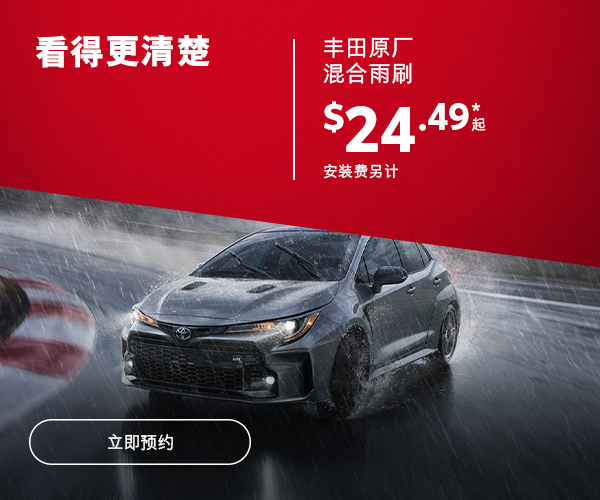 看得更清楚
丰田原厂
混合雨刷
$24.49*起
安装费另计
立即预约